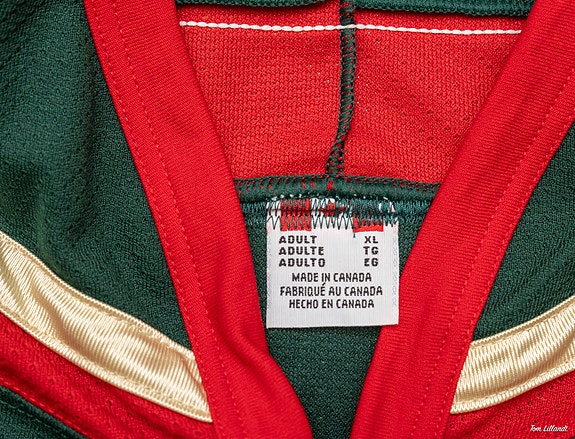 ADULT XL
ADULTE TG
ADULTO EG
MADE IN CANADA
FABRIQUÉ AU CANADA
HECHO EN CANADA
Tom Lillandt